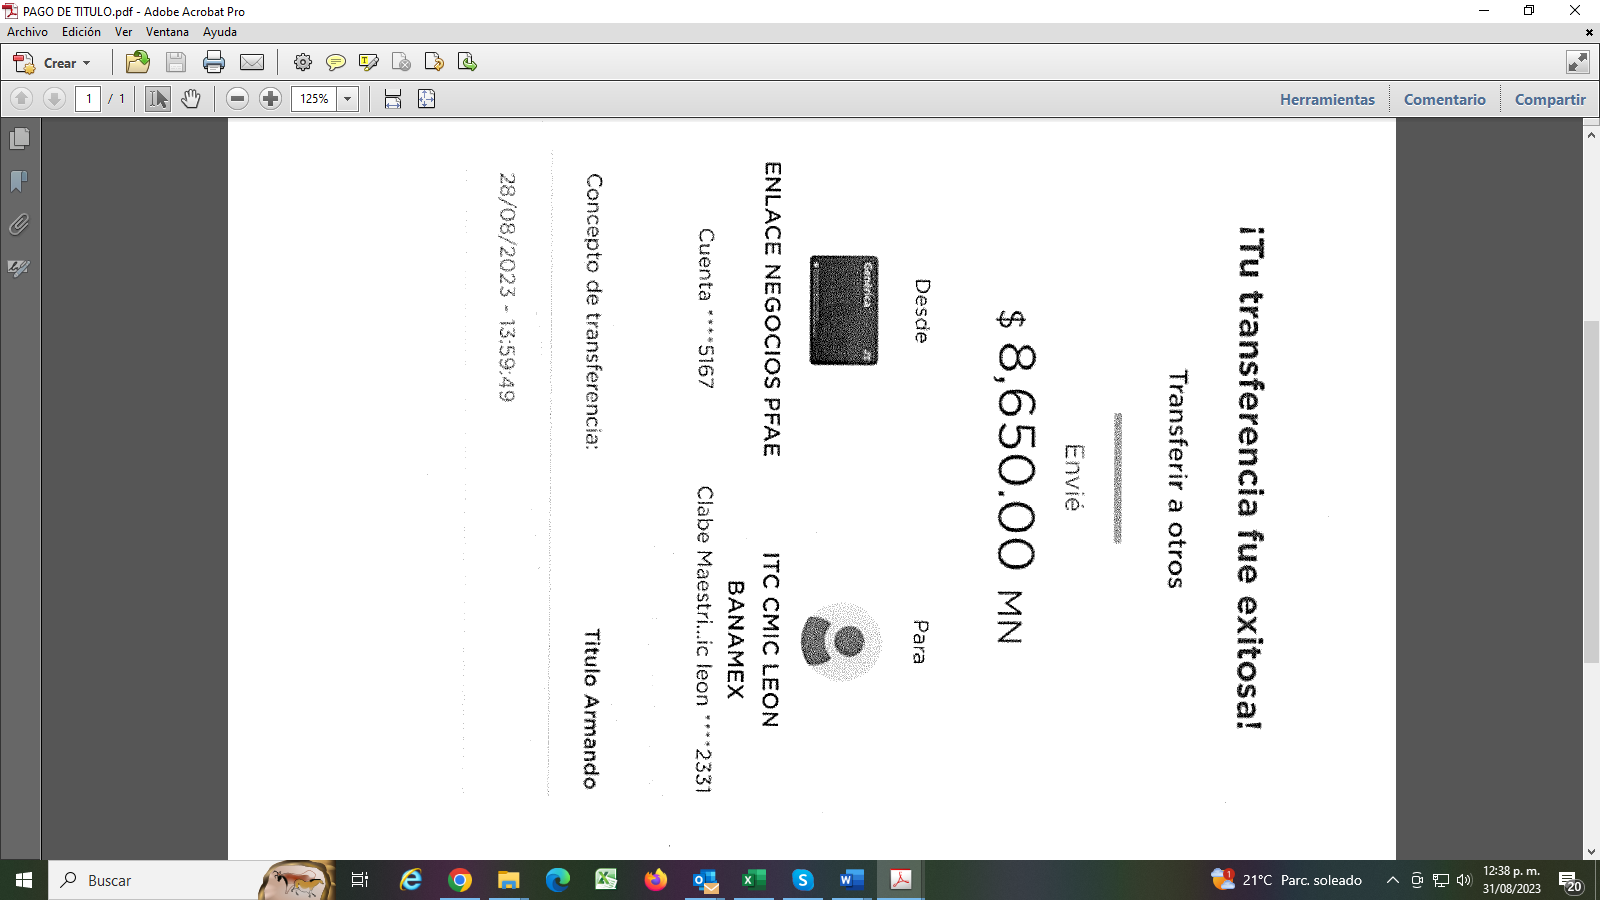 PAGO DE TITULO.pdf - Adobe Acrobat Pro
Archivo Edición Ver Ventana Ayuda
Crear
1 / 1
125%
Herramientas Comentario Compartir
¡Tu transferencia fue exitosa!
Transferir a otros
Envié
$ 8,650.00 MN
Desde
Para
ENLACE NEGOCIOS PFAE
Cuenta ****5167
ITC CMIC LEON
BANAMEX
Clabe Maestri...ic leon ****2331
Concepto de transferencia:
Titulo Armando
28/08/2023 - 13:59:49
Buscar
21°C Parc. soleado
12:38 p. m.
31/08/2023
20